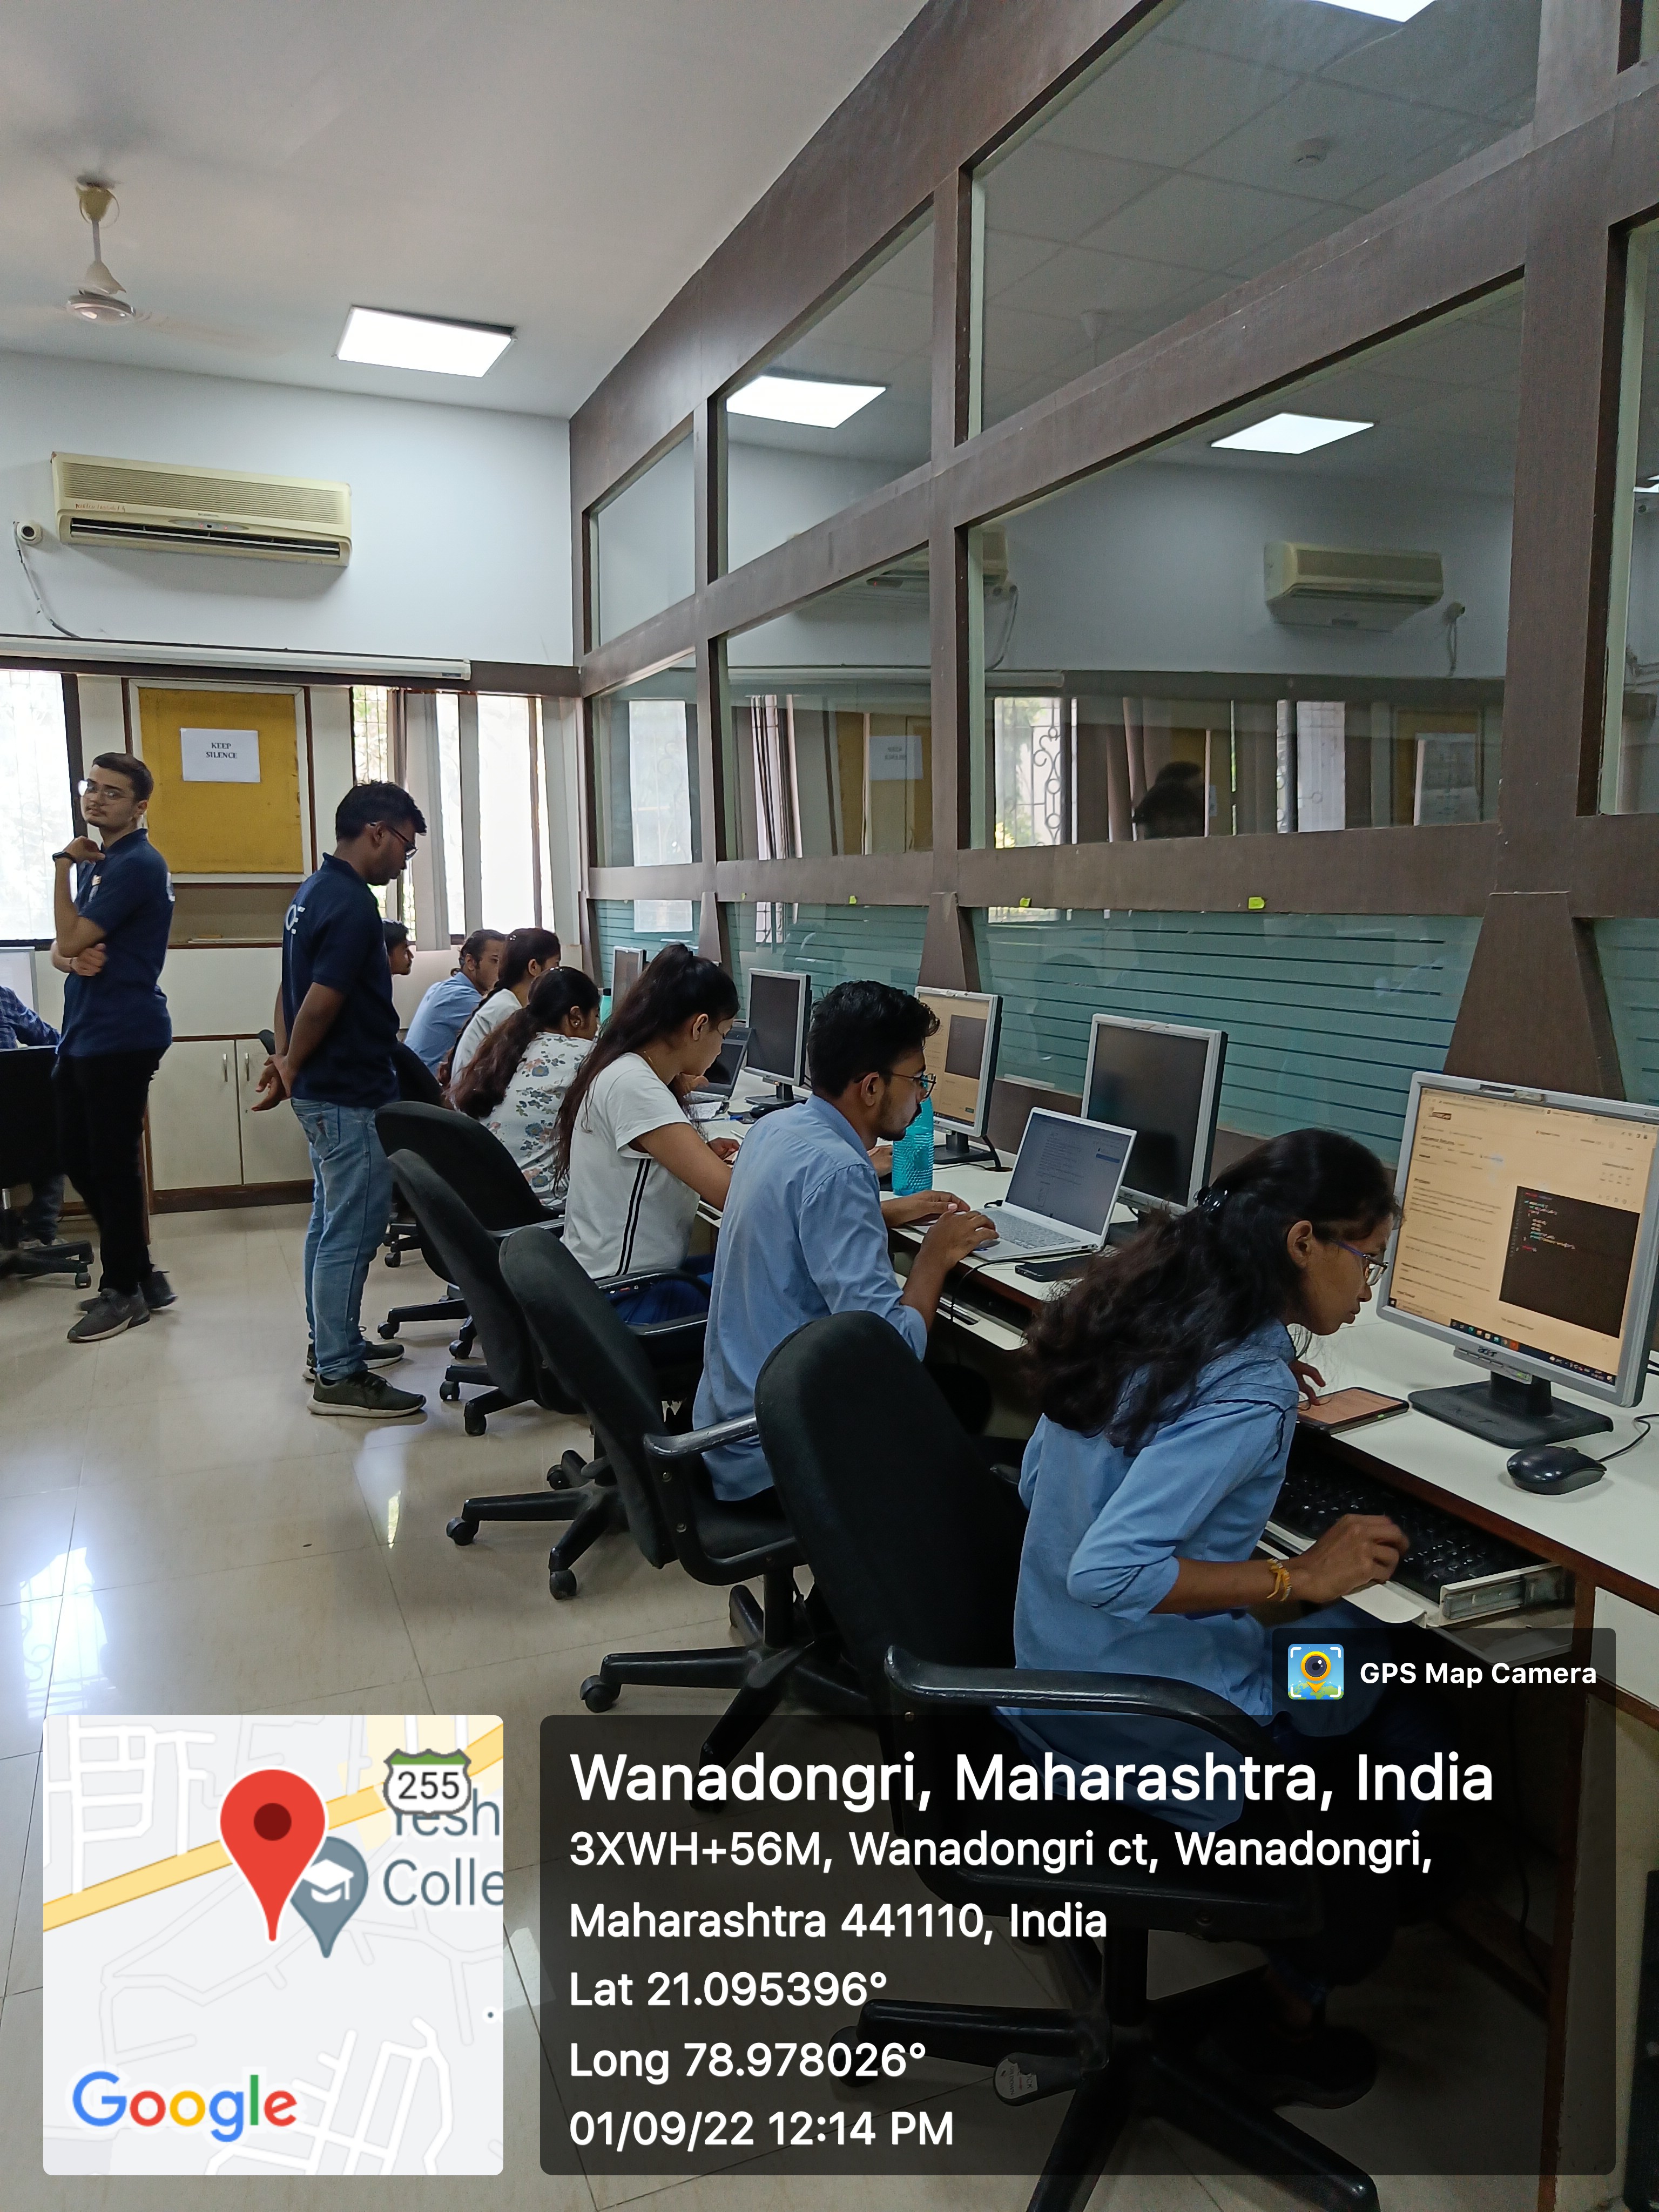 KEEP
SILENCE
acer
GPS Map Camera
255
Colle
Google
Wanadongri, Maharashtra, India
3XWH+56M, Wanadongri ct, Wanadongri,
Maharashtra 441110, India
Lat 21.095396°
Long 78.978026°
01/09/22 12:14 PM